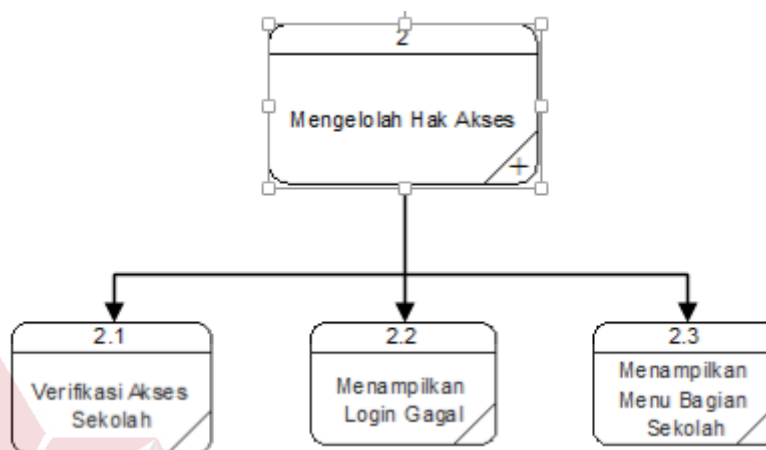 2
Mengelolah Hak Akses
+
2.1
Verifikasi Akses
Sekolah
2.2
Menampilkan
Login Gagal
2.3
Menampilkan
Menu Bagian
Sekolah